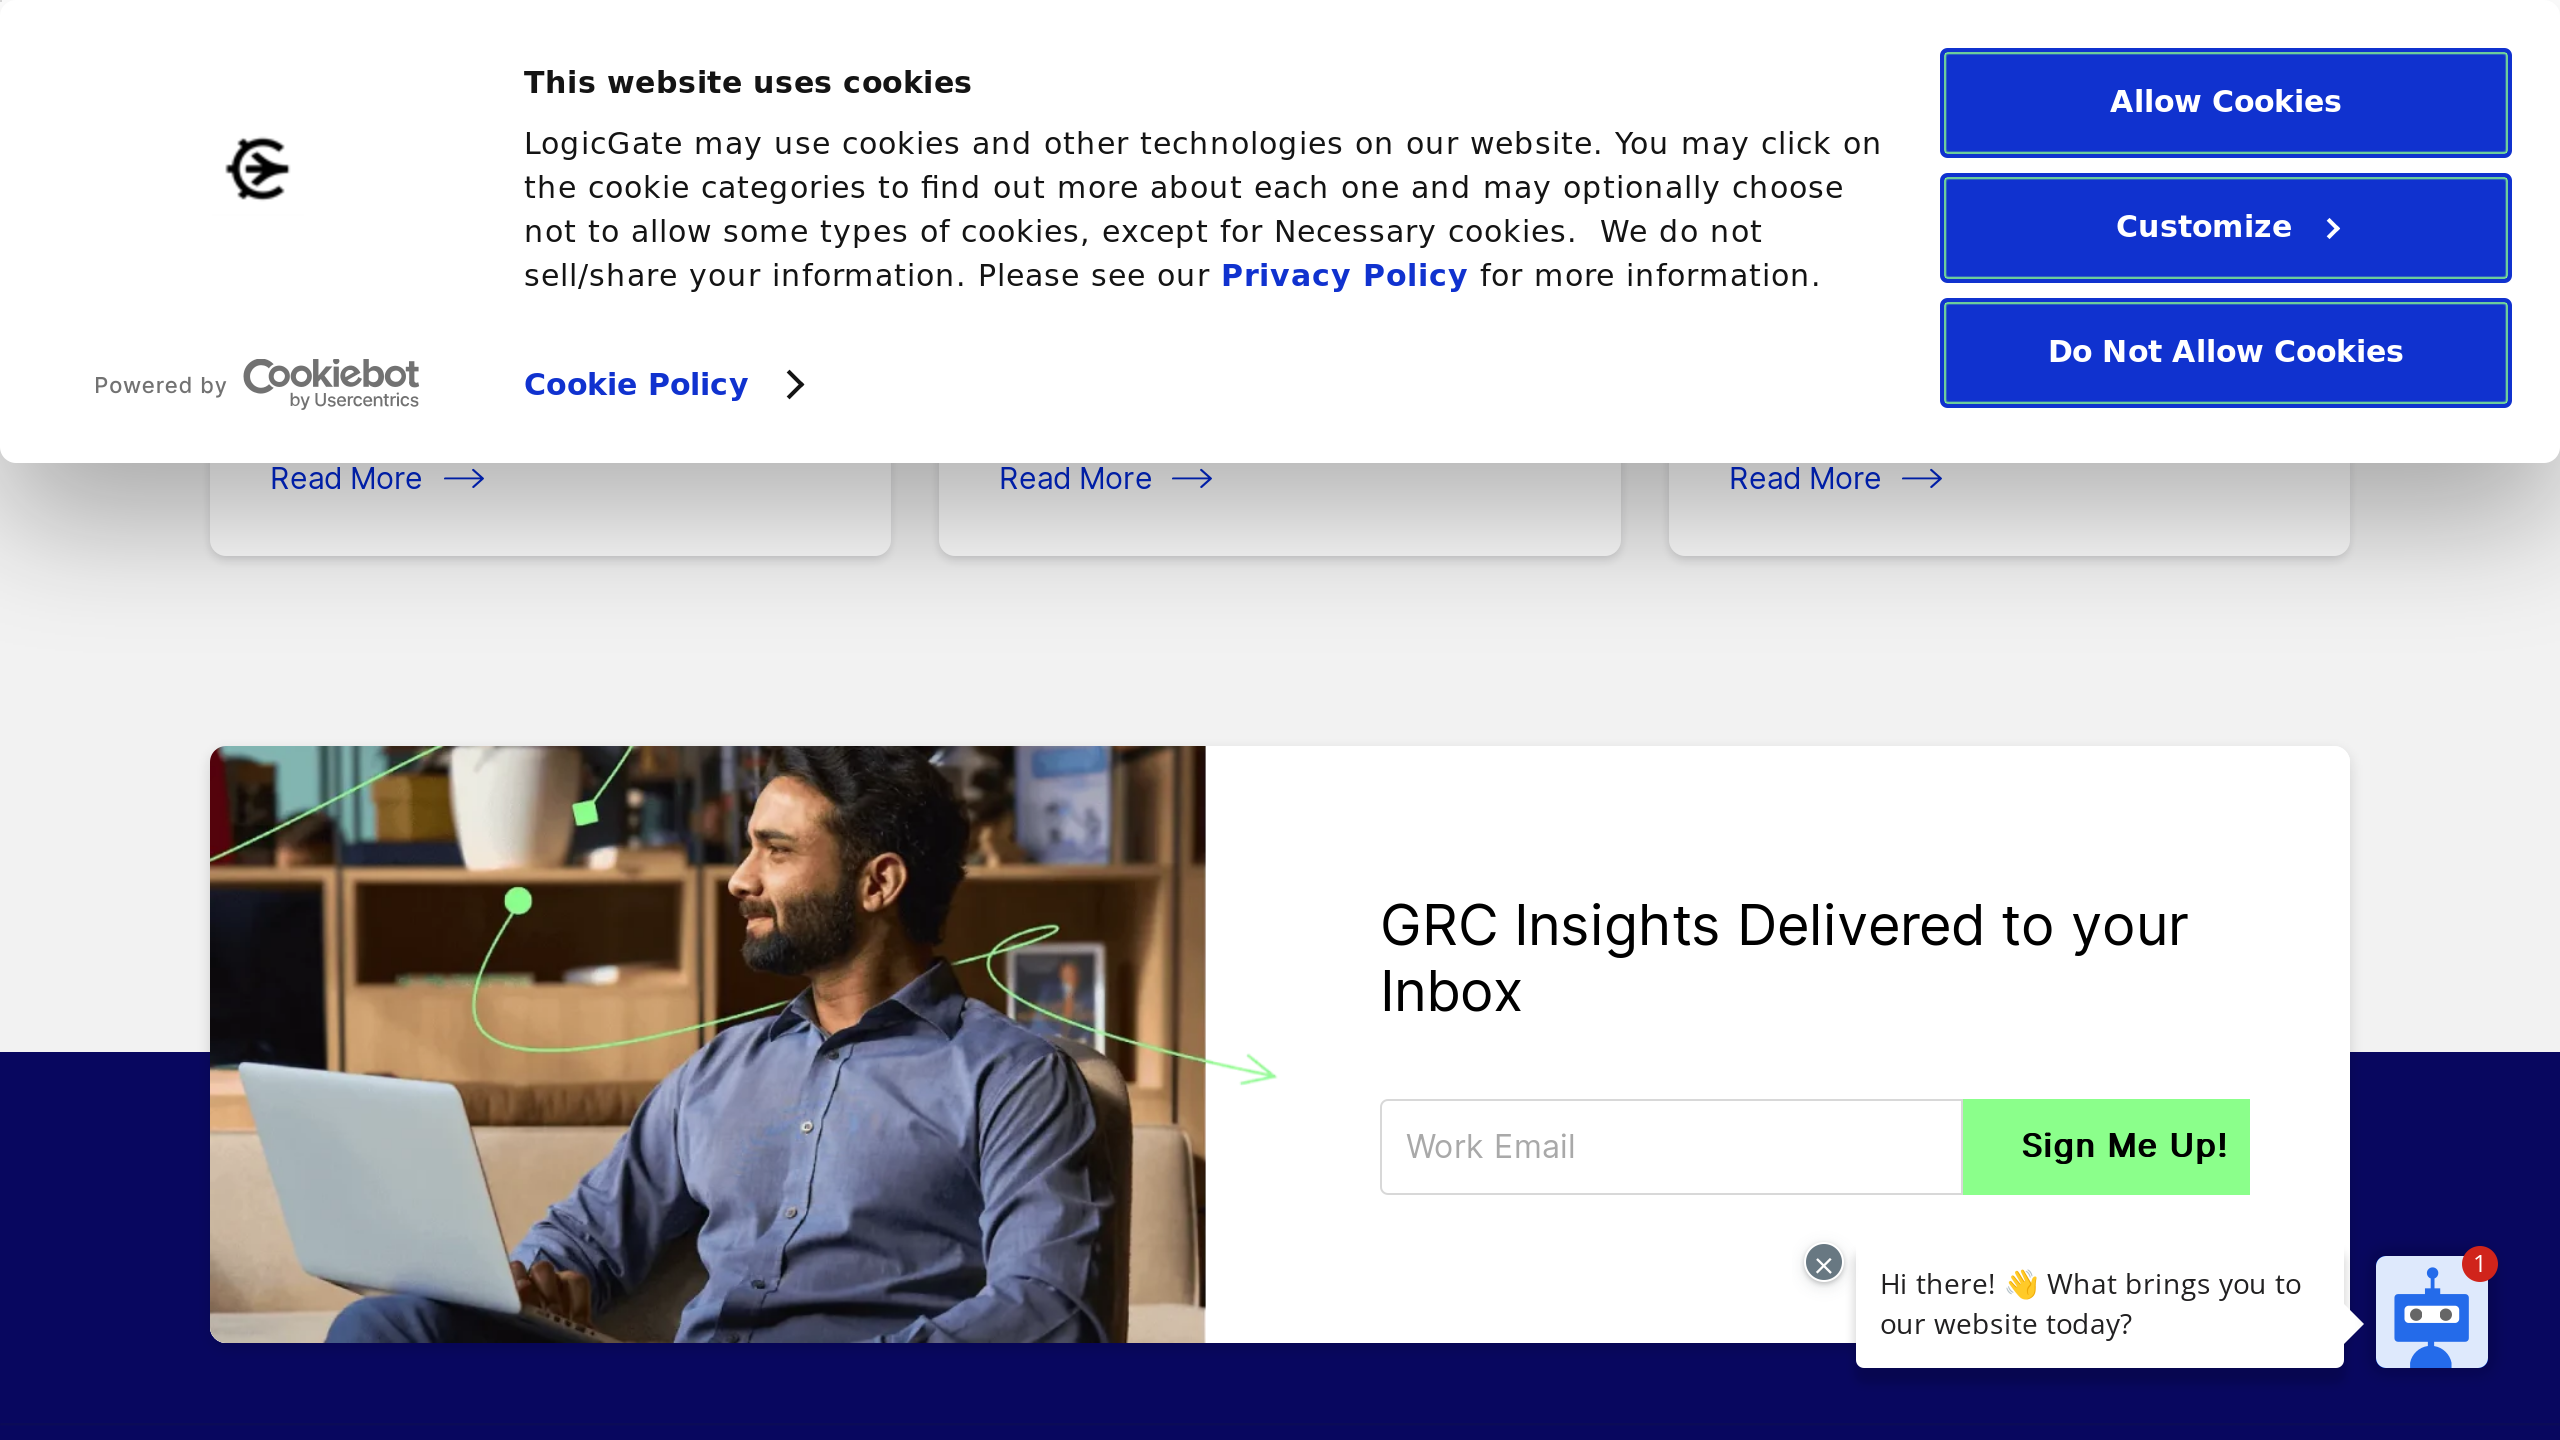 This website uses cookies
LogicGate may use cookies and other technologies on our website. You may click on
the cookie categories to find out more about each one and may optionally choose
not to allow some types of cookies, except for Necessary cookies.  We do not
sell/share your information. Please see our Privacy Policy for more information.
Powered by Cookiebot
by Usercentrics
Cookie Policy
Allow Cookies
Customize
Do Not Allow Cookies
Read More
Read More
Read More
GRC Insights Delivered to your
Inbox
Work Email
Sign Me Up!
Hi there! 👋 What brings you to
our website today?
1